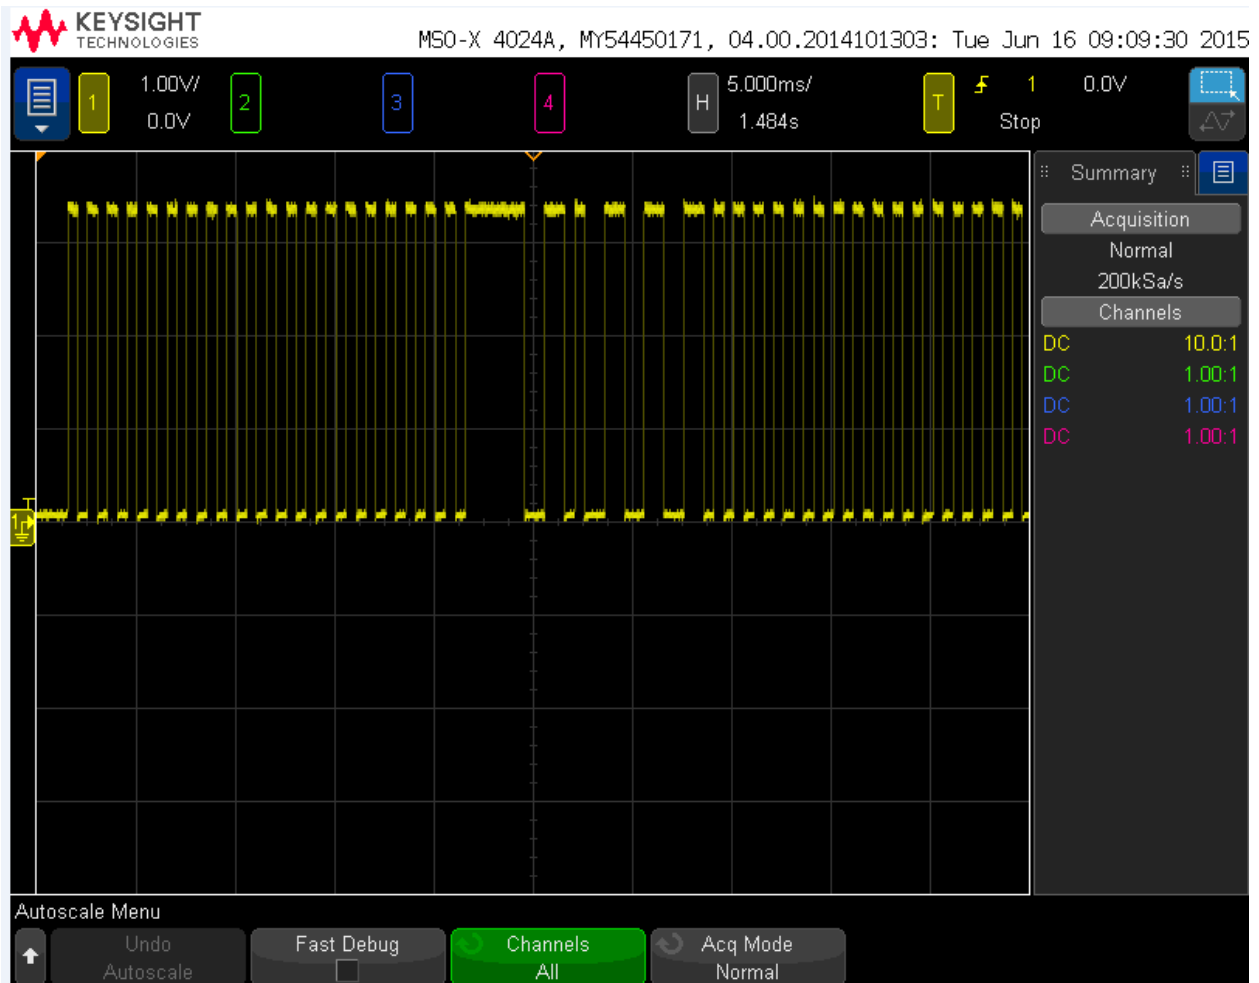 KEYSIGHT
TECHNOLOGIES
MSO-X 4024A, MY54450171, 04.00.2014101303: Tue Jun 16 09:09:30 2015
1 1.00V/ 2 3 4 H 5.000ms/ T 1 0.0V
0.0V 1.484s Stop
Summary
Acquisition
Normal
200kSa/s
Channels
DC 10.0:1
DC 1.00:1
DC 1.00:1
DC 1.00:1
T
1
Autoscale Menu
Undo Autoscale
Fast Debug
Channels
All
Acq Mode
Normal